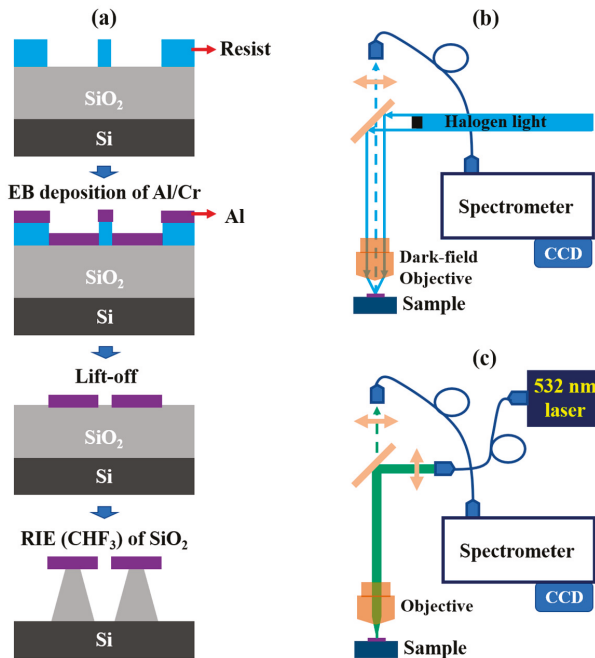 (a)
Resist
SiO₂
Si
EB deposition of Al/Cr
Al
SiO₂
Si
Lift-off
SiO₂
Si
RIE (CHF₃) of SiO₂
Si
(b)
Halogen light
Spectrometer
CCD
Dark-field
Objective
Sample
(c)
532 nm
laser
Spectrometer
CCD
Objective
Sample